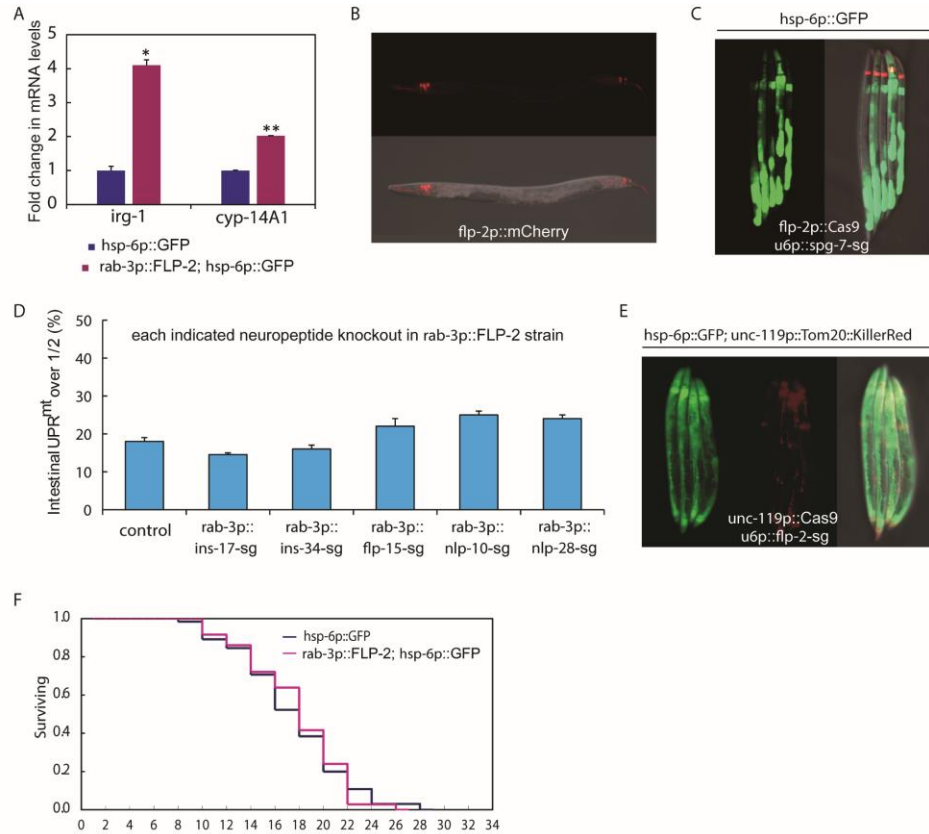 A
Fold change in mRNA levels
5
4
3
2
1
0
*
**
irg-1 cyp-14A1
hsp-6p::GFP
rab-3p::FLP-2; hsp-6p::GFP
B
flp-2p::mCherry
C
hsp-6p::GFP
flp-2p::Cas9
u6p::spg-7-sg
D
Intestinal UPRmt over 1/2 (%)
50
40
30
20
10
0
each indicated neuropeptide knockout in rab-3p::FLP-2 strain
control rab-3p:: rab-3p:: rab-3p:: rab-3p:: rab-3p::
ins-17-sg ins-34-sg flp-15-sg nlp-10-sg nlp-28-sg
E
hsp-6p::GFP; unc-119p::Tom20::KillerRed
unc-119p::Cas9
u6p::flp-2-sg
F
Surviving
1.0
0.8
0.6
0.4
0.2
0.0
hsp-6p::GFP
rab-3p::FLP-2; hsp-6p::GFP
0 2 4 6 8 10 12 14 16 18 20 22 24 26 28 30 32 34